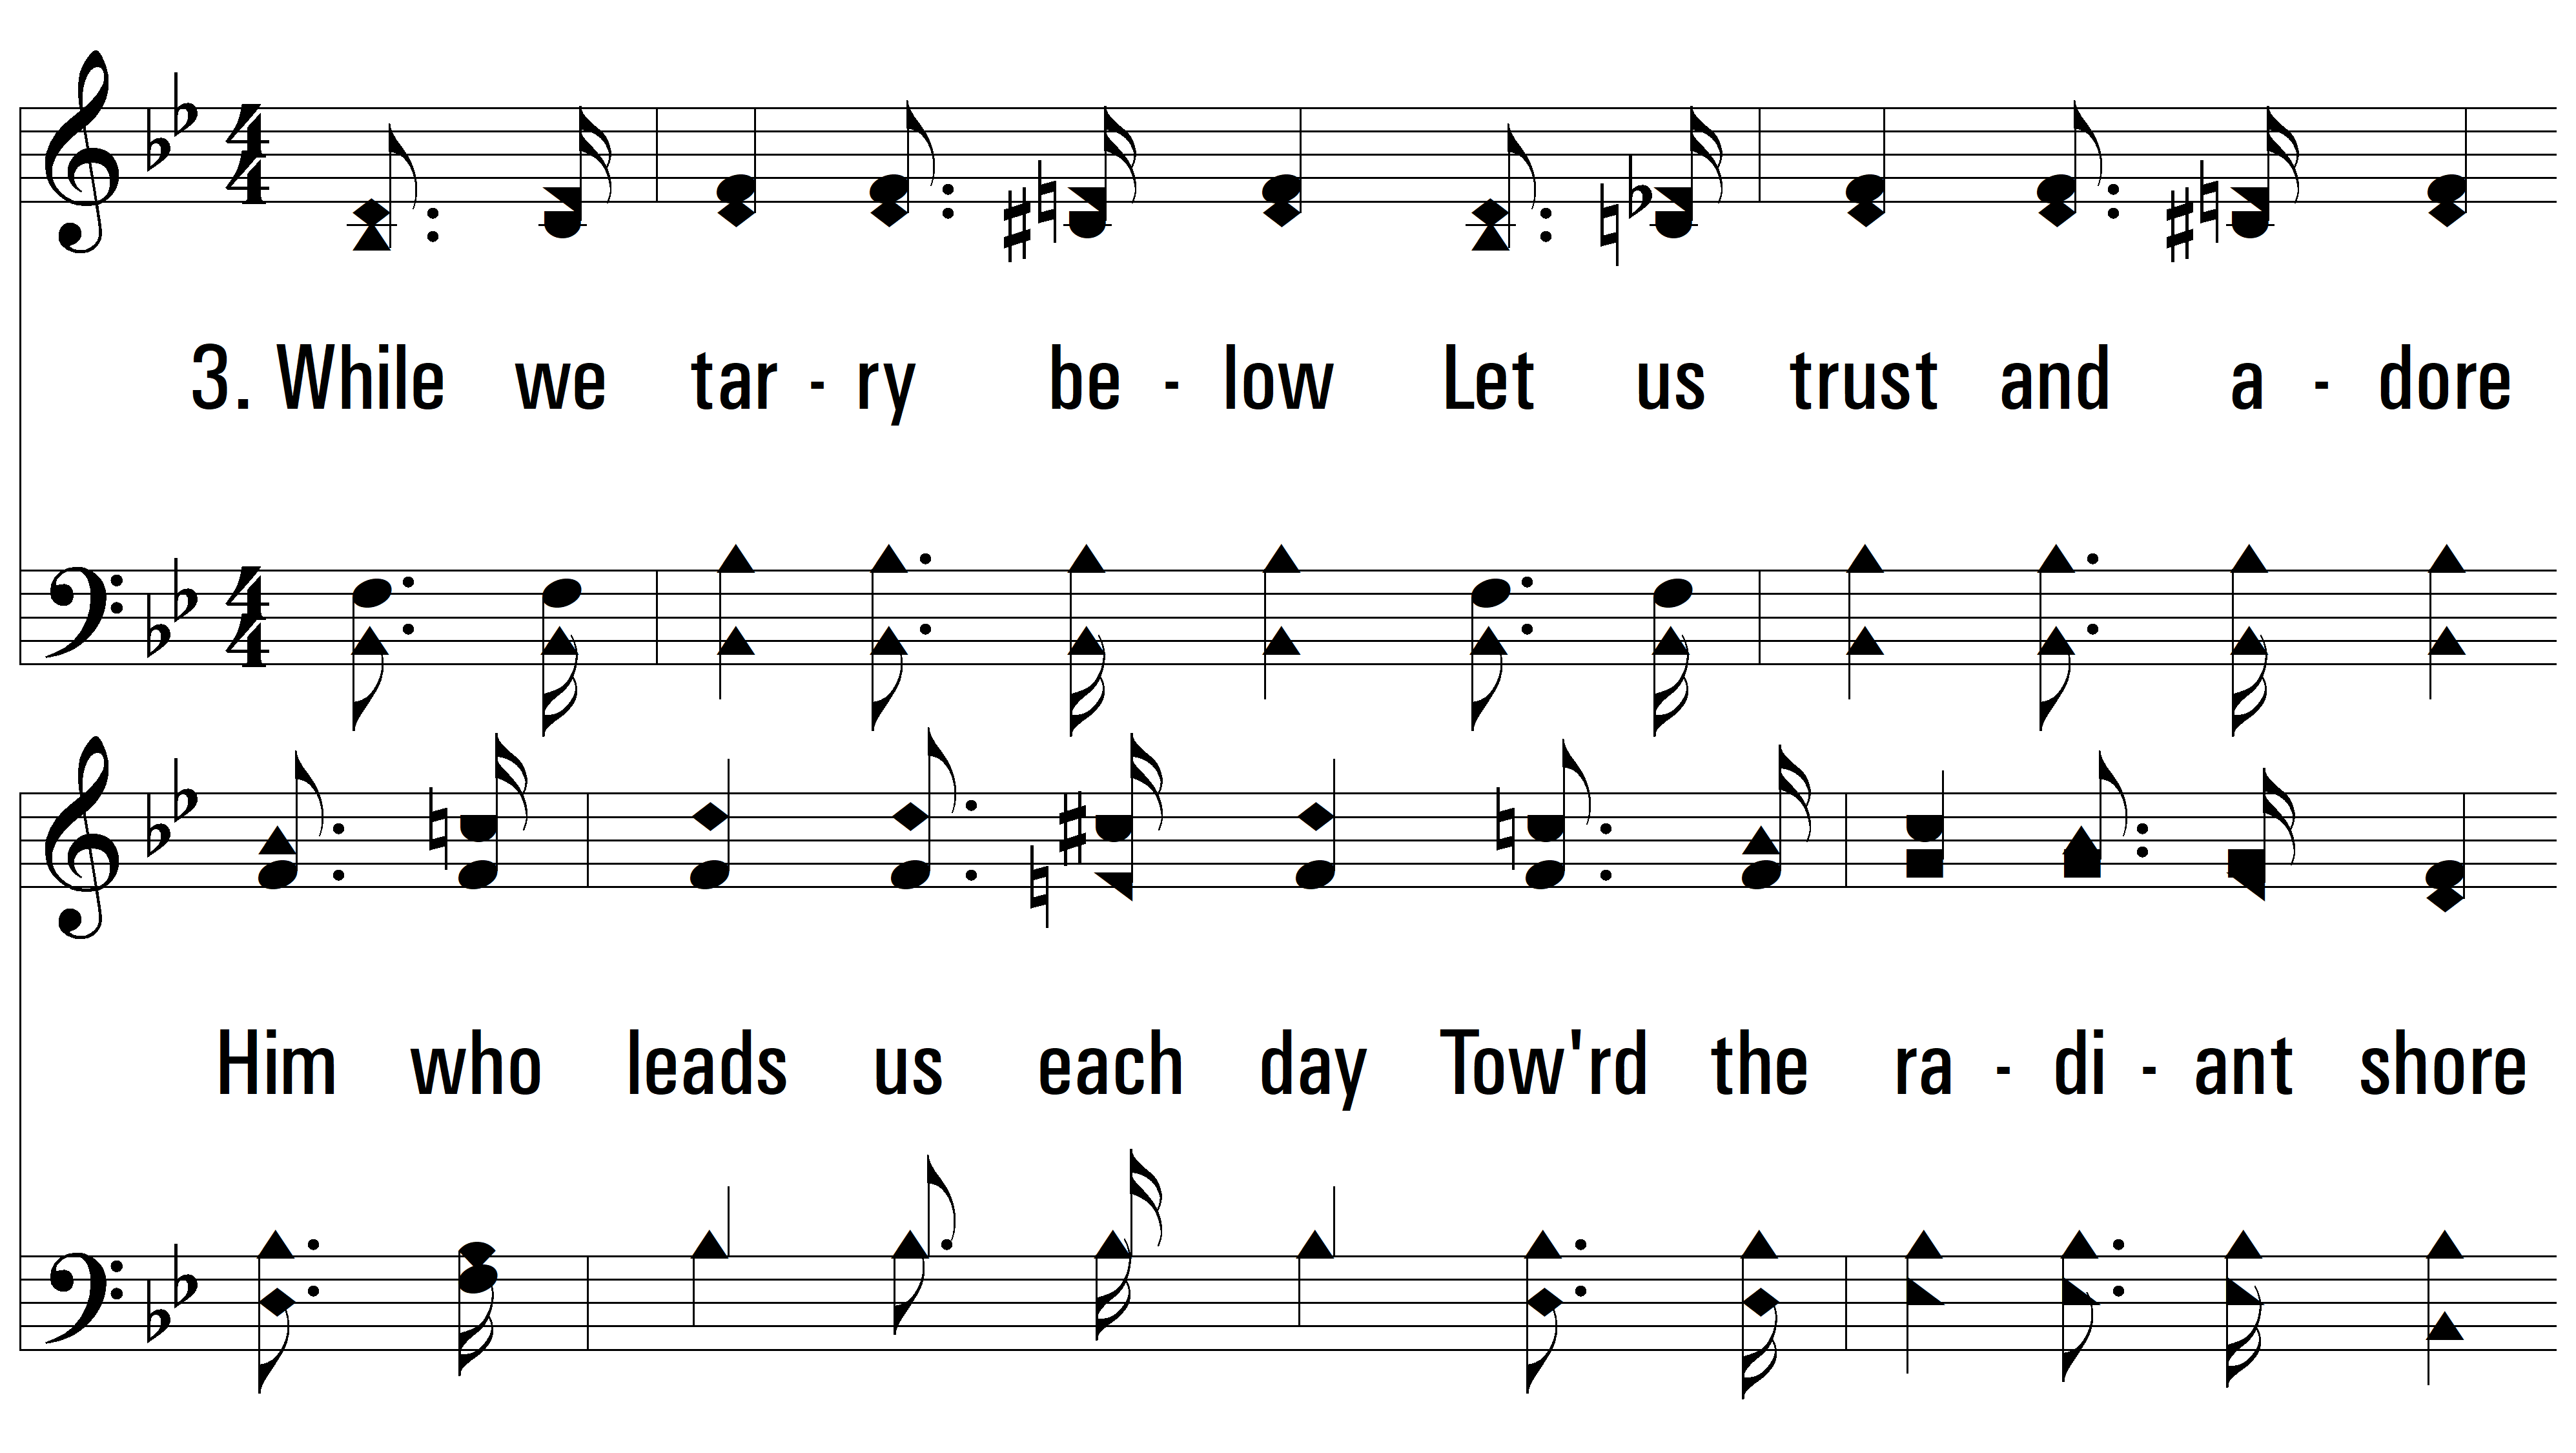 3. While we tar - ry be - low Let us trust and a - dore
Him who leads us each day Tow'rd the ra - di - ant shore